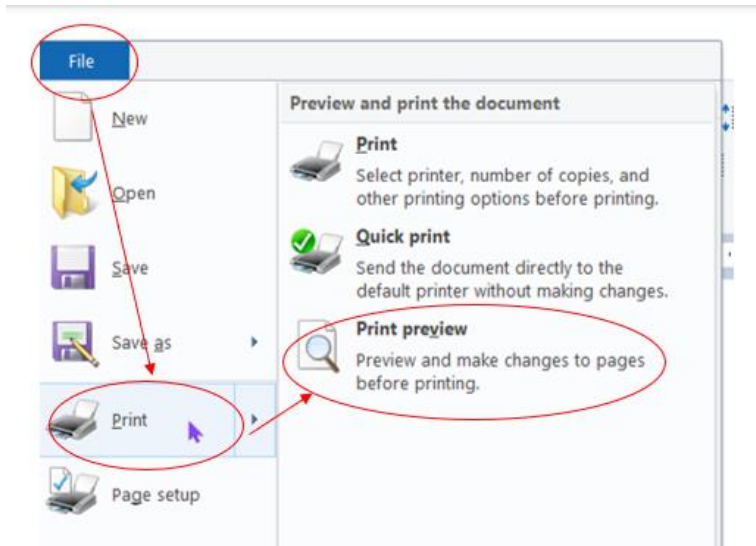 File
New
Open
Save
Save as
Print
Page setup
Preview and print the document
Print
Select printer, number of copies, and
other printing options before printing.
Quick print
Send the document directly to the
default printer without making changes.
Print preview
Preview and make changes to pages
before printing.